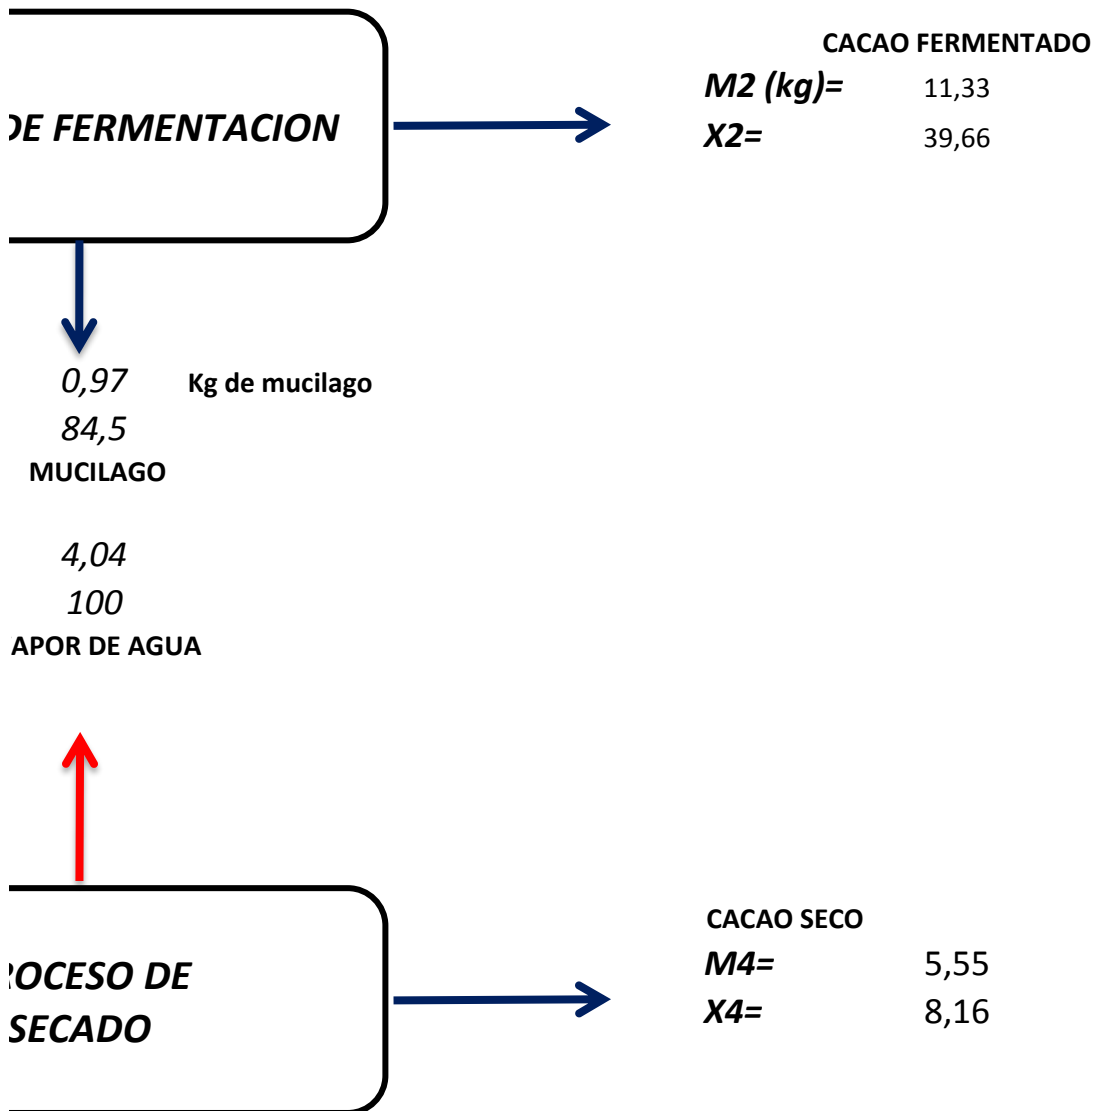 CACAO FERMENTADO
M2 (kg)= 11,33
DE FERMENTACION
X2= 39,66
0,97 Kg de mucilago
84,5
MUCILAGO
4,04
100
APOR DE AGUA
CACAO SECO
M4= 5,55
ROCESO DE
X4= 8,16
SECADO